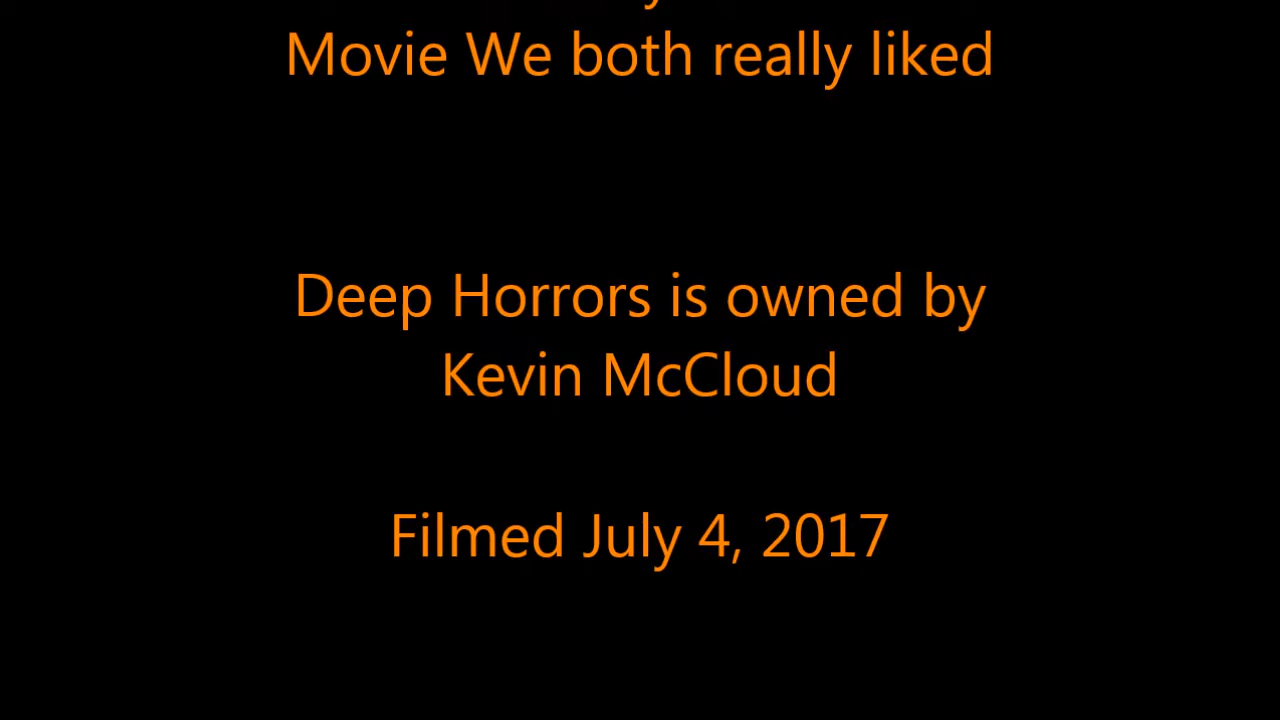 Movie We both really liked
Deep Horrors is owned by
Kevin McCloud
Filmed July 4, 2017